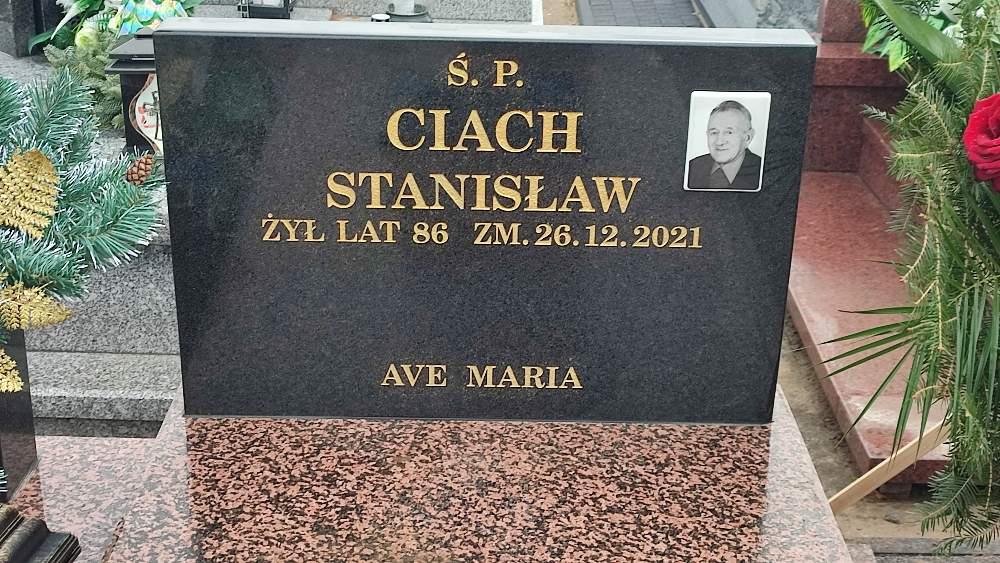 Ś. P.
CIACH
STANISŁAW
ŻYŁ LAT 86 ZM. 26.12.2021
AVE MARIA